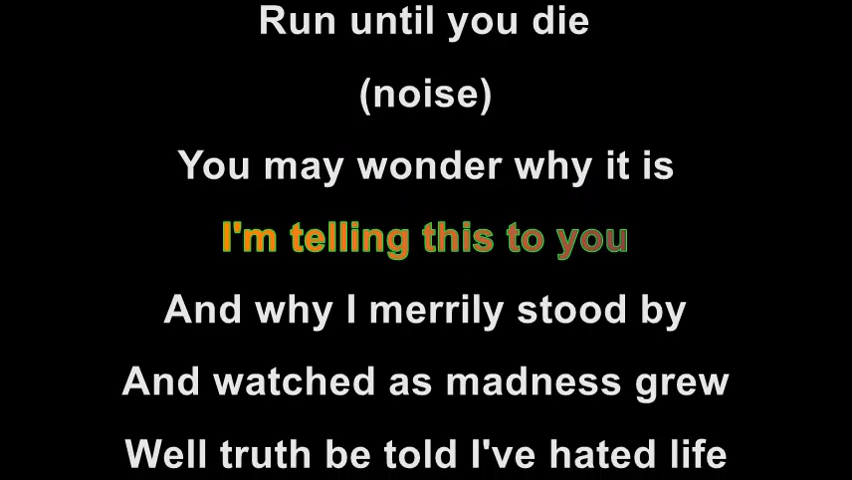 Run until you die
(noise)
You may wonder why it is
I'm telling this to you
And why I merrily stood by
And watched as madness grew
Well truth be told I've hated life